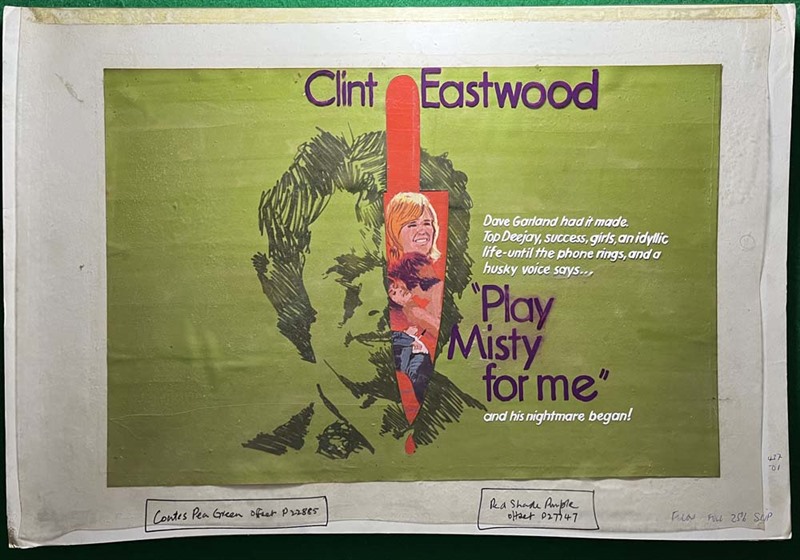 Clint Eastwood
Dave Garland had it made.
Top Deejay, success, girls, an idyllic
life-until the phone rings, and a
husky voice says...
"Play
Misty
for me"
and his nightmare began!
Pea Green offset P22885
Red Shade Purple
offset P27747